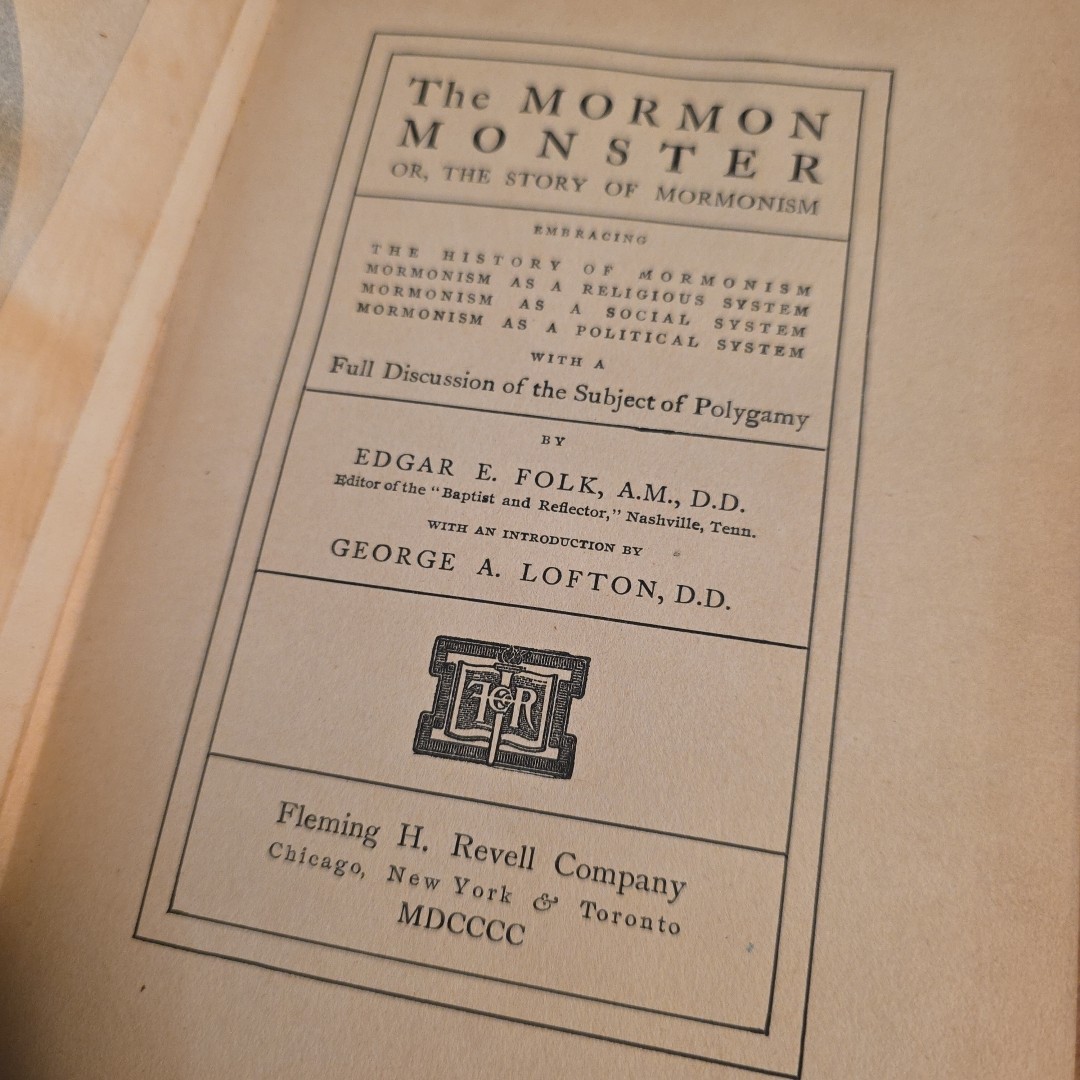 The MORMON
MONSTER
OR, THE STORY OF MORMONISM
EMBRACING
THE HISTORY OF MORMONISM
MORMONISM AS A RELIGIOUS SYSTEM
MORMONISM AS A SOCIAL SYSTEM
MORMONISM AS A POLITICAL SYSTEM
WITH A
Full Discussion of the Subject of Polygamy
BY
EDGAR E. FOLK, A.M., D.D.
Editor of the "Baptist and Reflector," Nashville, Tenn.
WITH AN INTRODUCTION BY
GEORGE A. LOFTON, D.D.
FHR
Fleming H. Revell Company
Chicago, New York & Toronto
MDCCCC